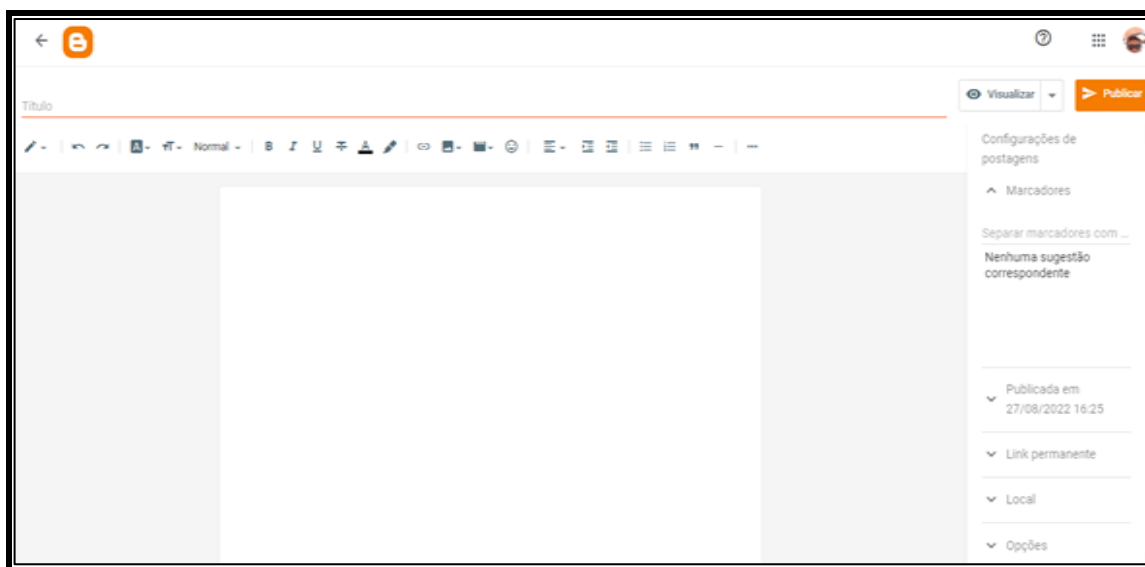 Título
Visualizar
Publicar
Normal
B I U
Configurações de
postagens
Marcadores
Separar marcadores com ...
Nenhuma sugestão
correspondente
Publicada em
27/08/2022 16:25
Link permanente
Local
Opções